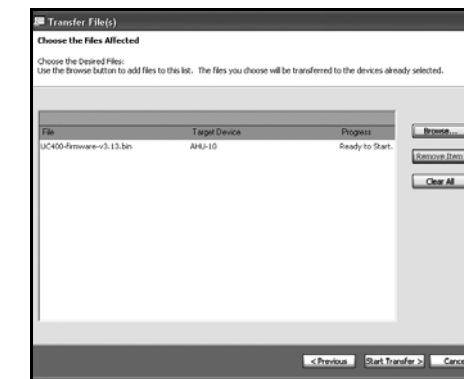 Transfer File(s)
Choose the Files Affected
Choose the Desired Files:
Use the Browse button to add files to this list. The files you choose will be transferred to the devices already selected.
File Target Device Progress
UC400-firmware-v3.13.bin AHU-10 Ready to Start.
Browse...
Remove Item
Clear All
< Previous Start Transfer > Cance